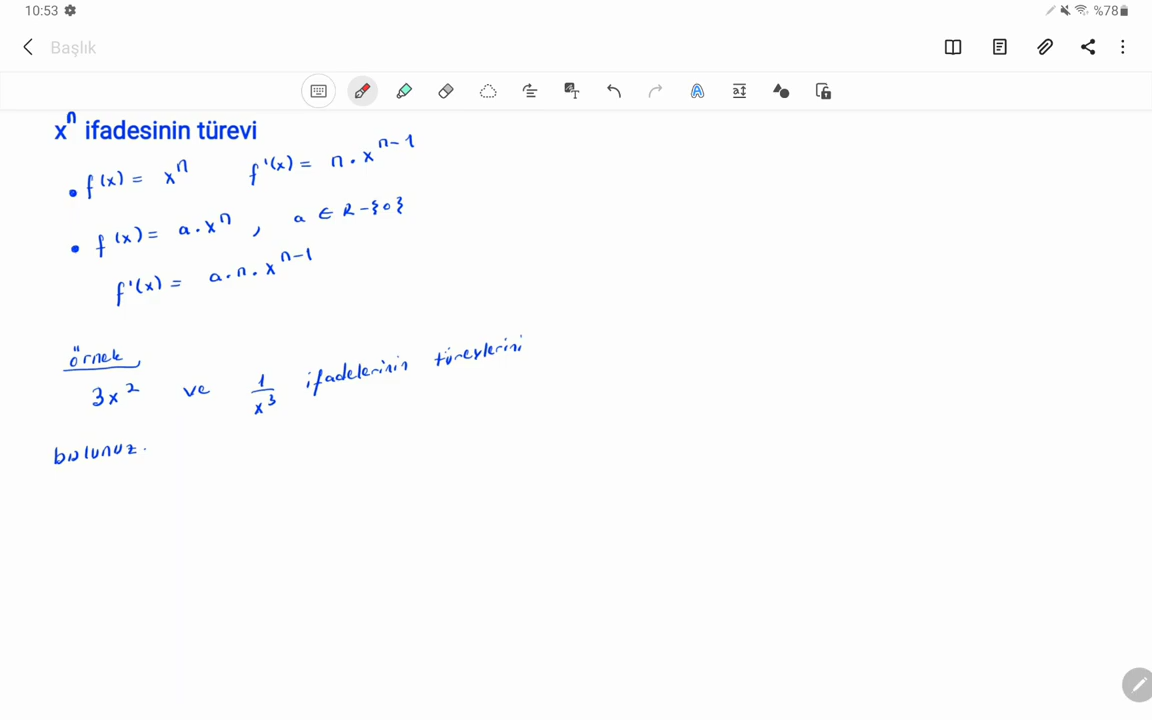 10:53 %78
Başlık
xⁿ ifadesinin türevi
• f(x) = xⁿ f'(x) = n · xⁿ⁻¹
• f(x) = a · xⁿ , a ∈ R - {0}
f'(x) = a · n · xⁿ⁻¹
örnek
3x² ve 1/x³ ifadelerinin türevlerini
bulunuz.